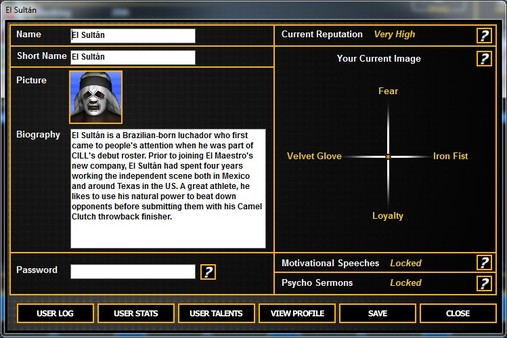 El Sultán
Name
El Sultán
Short Name
El Sultán
Picture
Biography
El Sultán is a Brazilian-born luchador who first
came to people's attention when he was part of
CILL's debut roster. Prior to joining El Maestro's
new company, El Sultán had spent four years
working the independent scene both in Mexico
and around Texas in the US. A great athlete, he
likes to use his natural power to beat down
opponents before submitting them with his Camel
Clutch throwback finisher.
Password
?
Current Reputation Very High ?
Your Current Image ?
Fear
Velvet Glove Iron Fist
Loyalty
Motivational Speeches Locked ?
Psycho Sermons Locked ?
USER LOG USER STATS USER TALENTS VIEW PROFILE SAVE CLOSE